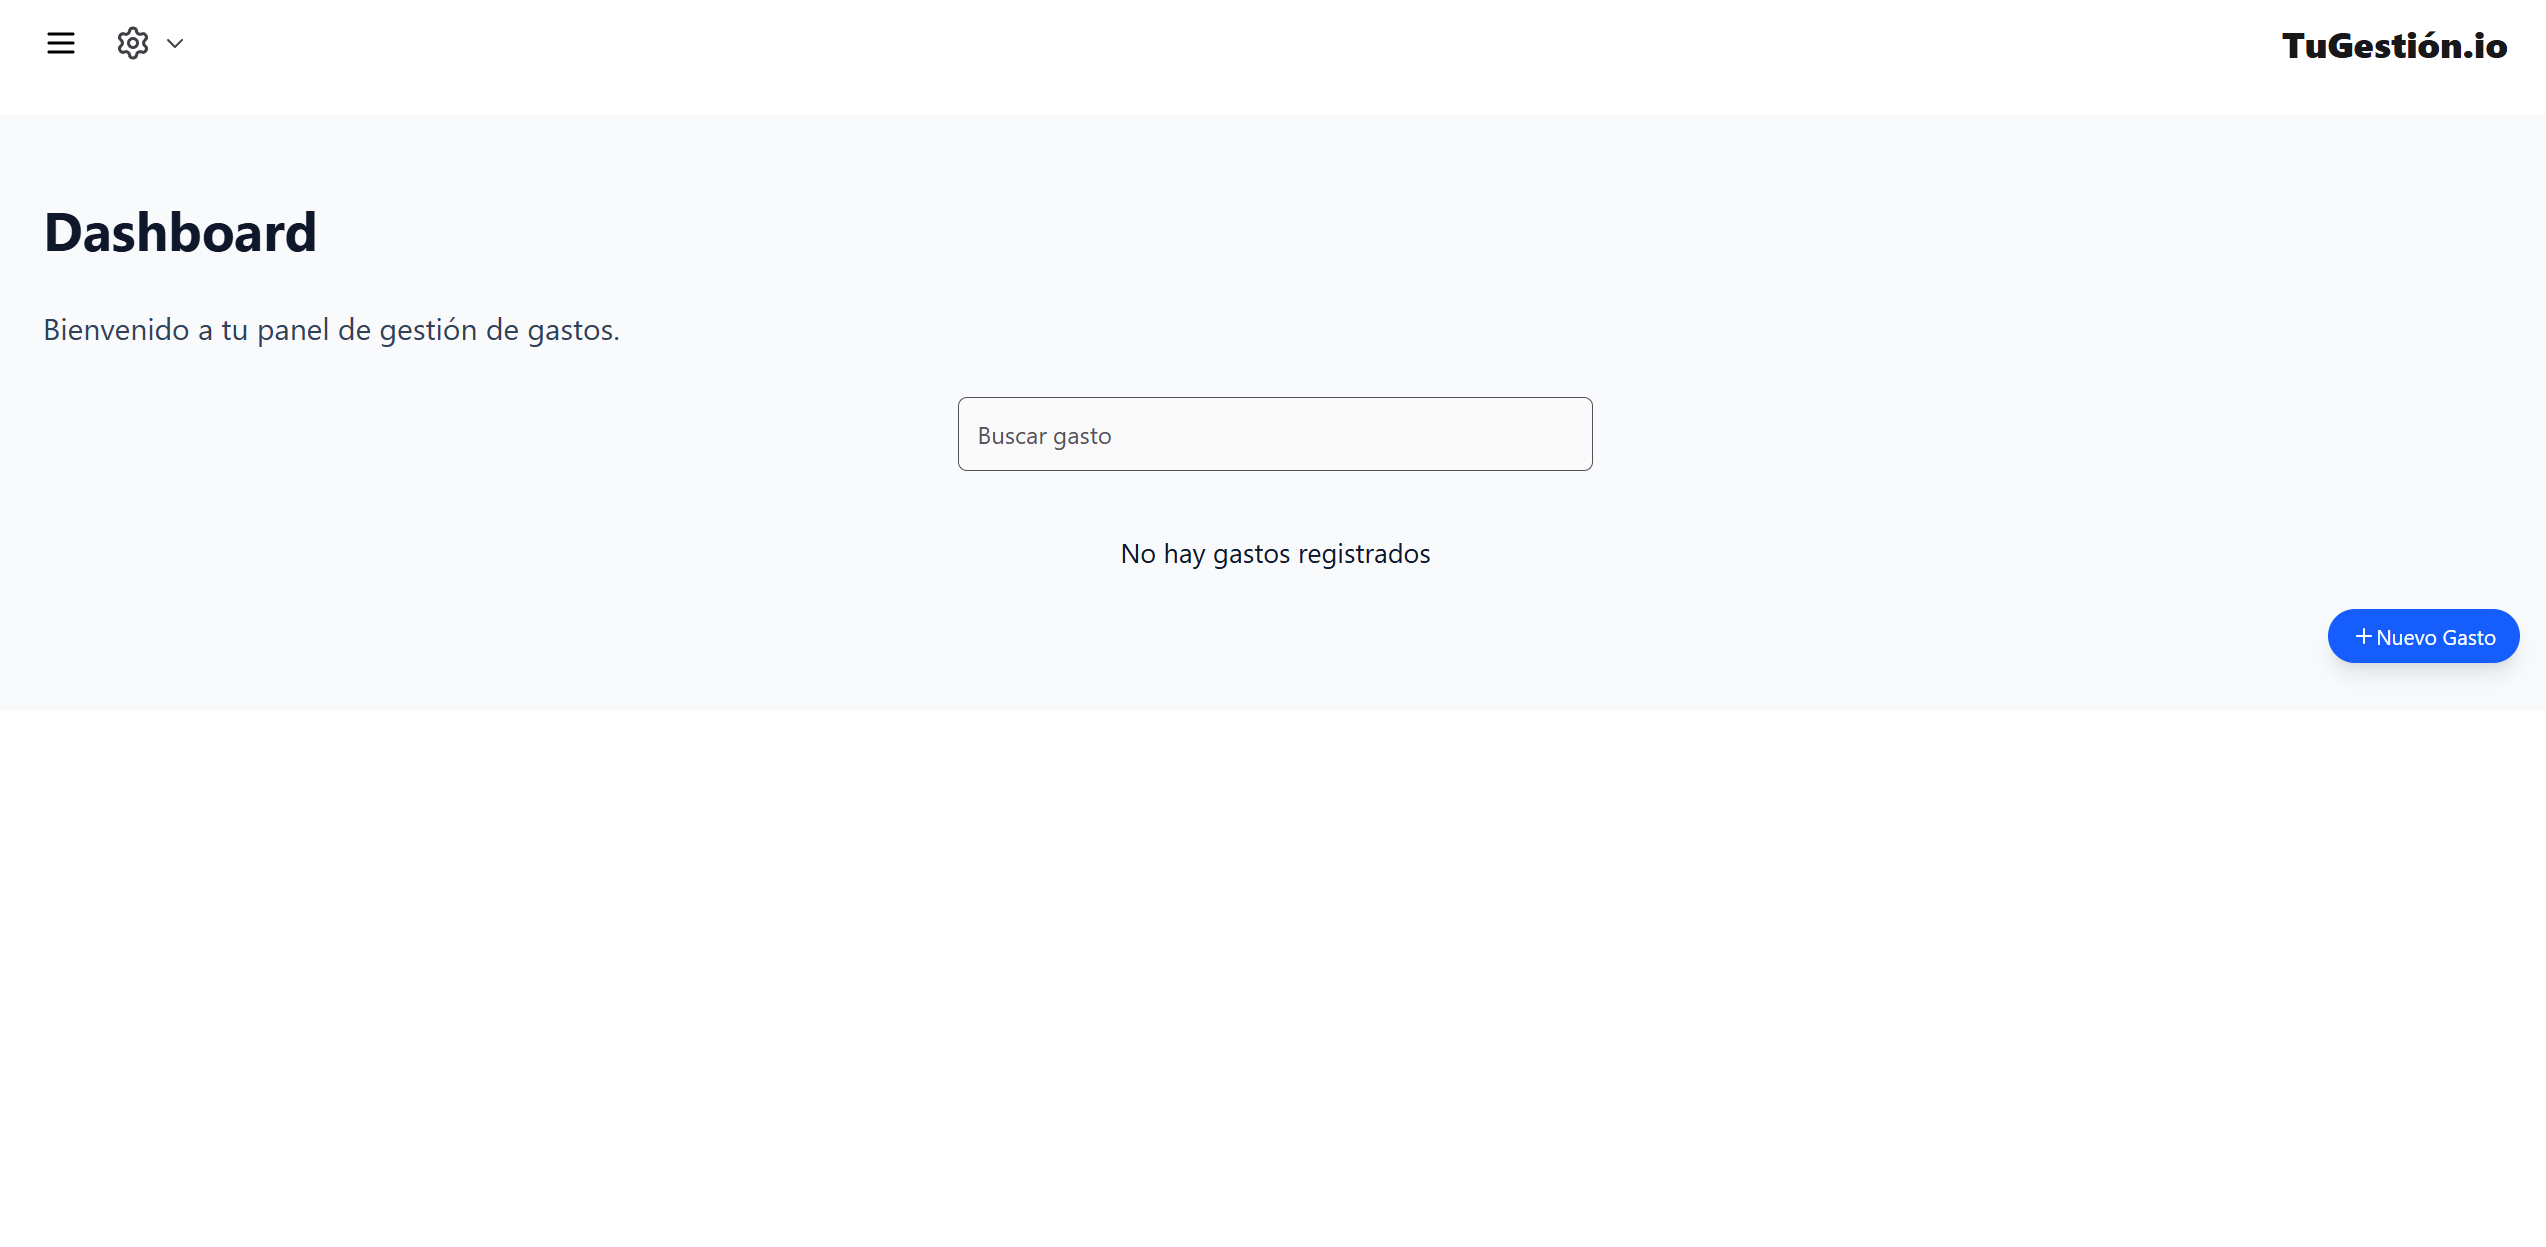 TuGestión.io
Dashboard
Bienvenido a tu panel de gestión de gastos.
Buscar gasto
No hay gastos registrados
+ Nuevo Gasto